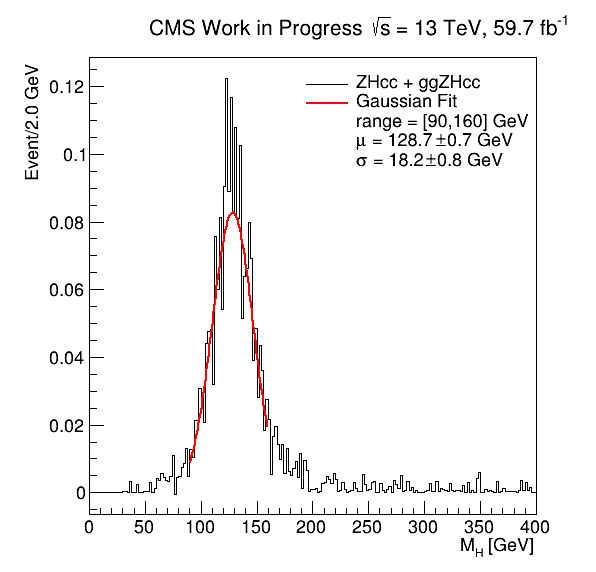 CMS Work in Progress √s = 13 TeV, 59.7 fb⁻¹
Event/2.0 GeV
ZHcc + ggZHcc
Gaussian Fit
range = [90,160] GeV
μ = 128.7±0.7 GeV
σ = 18.2±0.8 GeV
0.12
0.1
0.08
0.06
0.04
0.02
0
0 50 100 150 200 250 300 350 400
M_H [GeV]